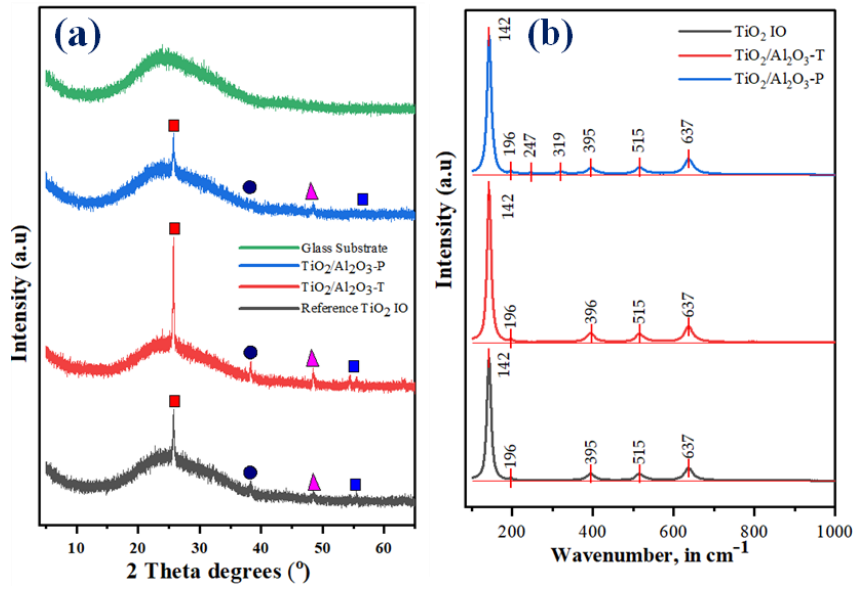 (a)
Glass Substrate
TiO₂/Al₂O₃-P
TiO₂/Al₂O₃-T
Reference TiO₂ IO
Intensity (a.u)
10 20 30 40 50 60
2 Theta degrees (°)
(b)
TiO₂ IO
TiO₂/Al₂O₃-T
TiO₂/Al₂O₃-P
142
196 247 319 395 515 637
142
196 396 515 637
142
196 395 515 637
Intensity (a.u)
200 400 600 800 1000
Wavenumber, in cm⁻¹